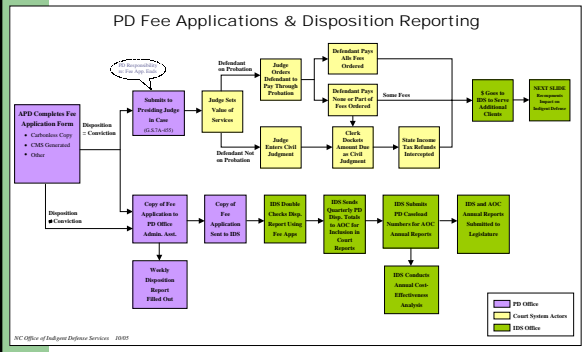 PD Fee Applications & Disposition Reporting
PD Responsibility
for Fee App. Ends
Defendant
on Probation
Defendant Not
on Probation
Disposition
= Conviction
Disposition
≠ Conviction
APD Completes Fee
Application Form
• Carbonless Copy
• CMS Generated
• Other
Submits to
Presiding Judge
in Case
(G.S.7A-455)
Judge Sets
Value of
Services
Judge
Orders
Defendant to
Pay Through
Probation
Defendant Pays
Alls Fees
Ordered
Defendant Pays
None or Part of
Fees Ordered
Some Fees
Judge
Enters Civil
Judgment
Clerk
Dockets
Amount Due
as Civil
Judgment
State Income
Tax Refunds
Intercepted
$ Goes to
IDS to Serve
Additional
Clients
NEXT SLIDE
Recoupments
Impact on
Indigent Defense
Copy of Fee
Application to
PD Office
Admin. Asst.
Copy of
Fee
Application
Sent to IDS
IDS Double
Checks Disp.
Report Using
Fee Apps
IDS Sends
Quarterly PD
Disp. Totals
to AOC for
Inclusion in
Court
Reports
IDS Submits
PD Caseload
Numbers for AOC
Annual Reports
IDS and AOC
Annual Reports
Submitted to
Legislature
Weekly
Disposition
Report
Filled Out
IDS Conducts
Annual Cost-
Effectiveness
Analysis
PD Office
Court System Actors
IDS Office
NC Office of Indigent Defense Services 10/05